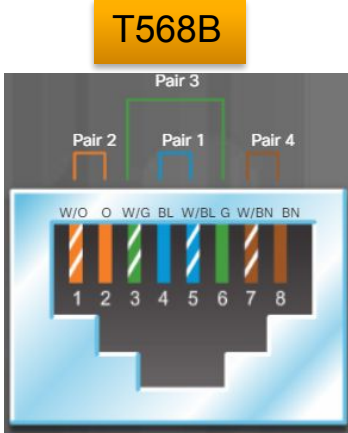 T568B
Pair 3
Pair 2 Pair 1 Pair 4
W/O O W/G BL W/BL G W/BN BN
1 2 3 4 5 6 7 8